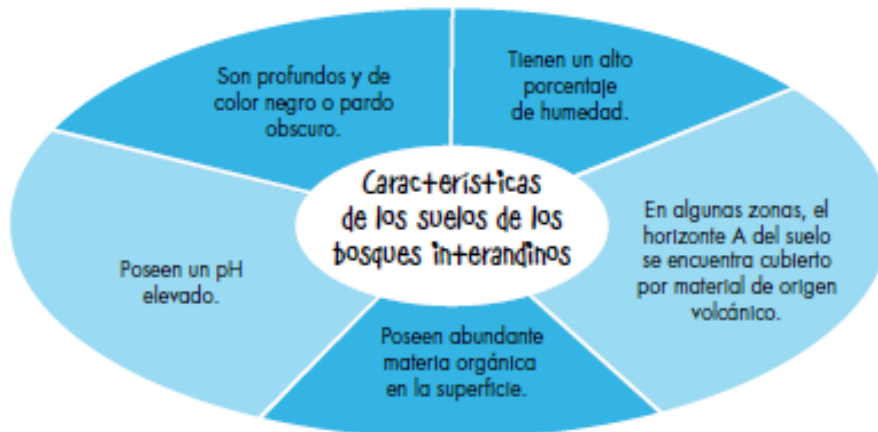 Son profundos y de
color negro o pardo
obscuro.
Tienen un alto
porcentaje
de humedad.
Características
de los suelos de los
bosques interandinos
En algunas zonas, el
horizonte A del suelo
se encuentra cubierto
por material de origen
volcánico.
Poseen un pH
elevado.
Poseen abundante
materia orgánica
en la superficie.